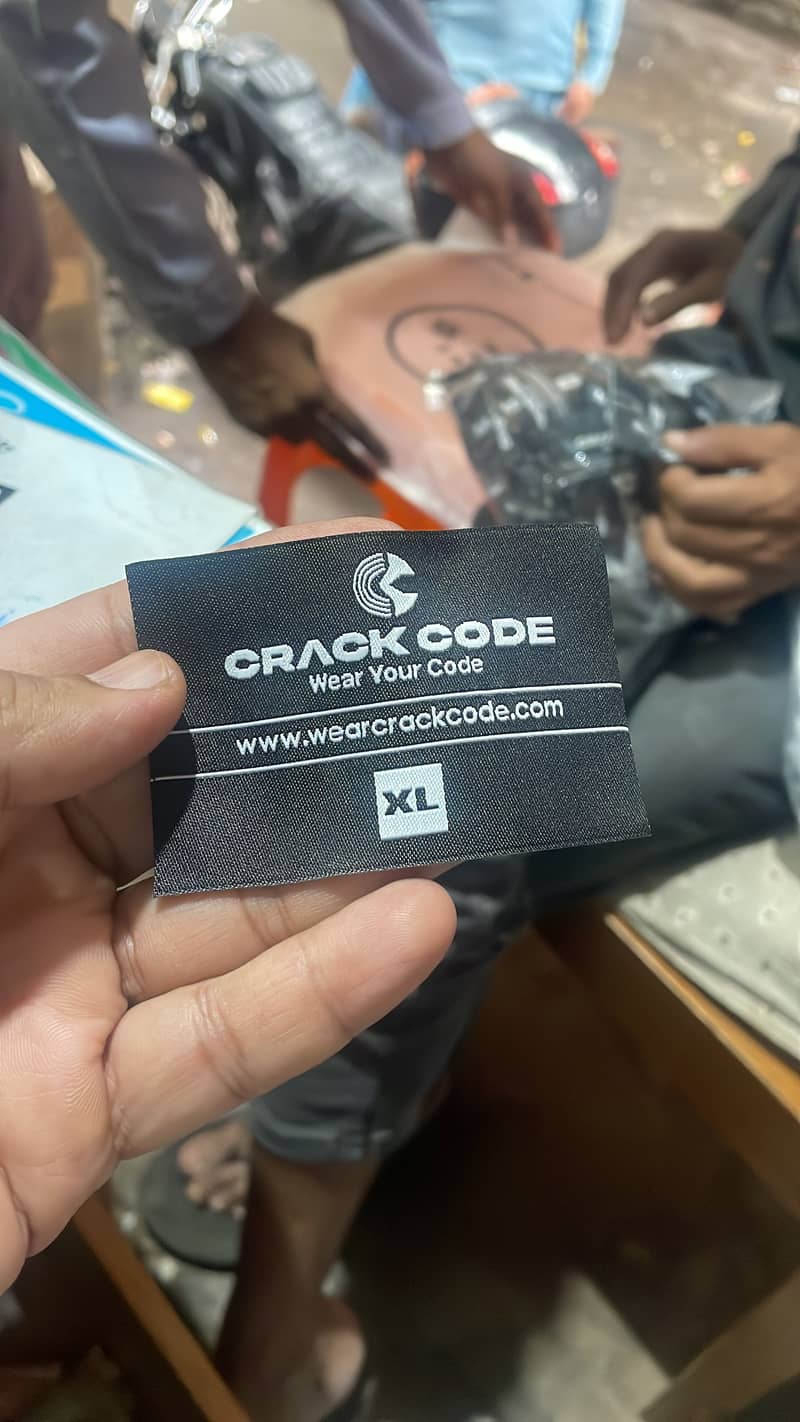 CRACK CODE
Wear Your Code
www.wearcrackcode.com
XL